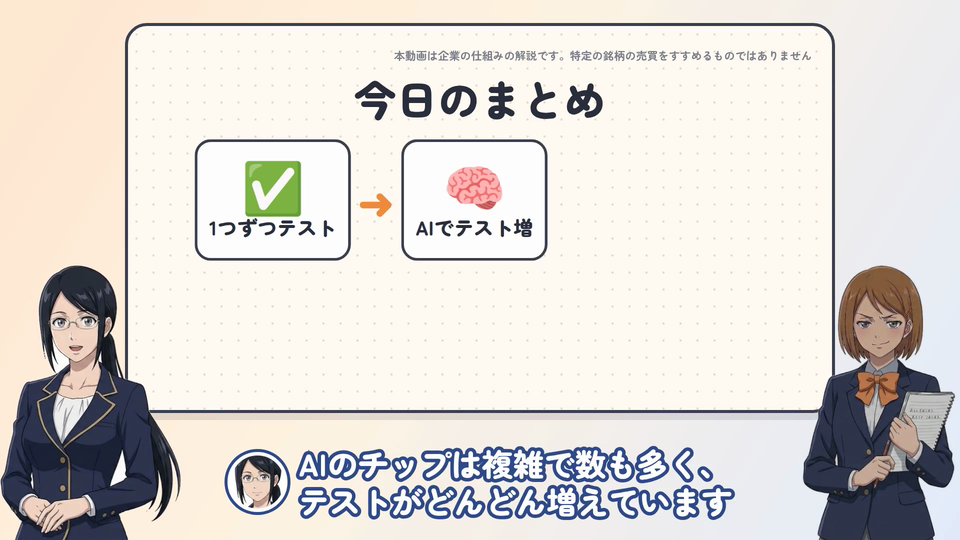 本動画は企業の仕組みの解説です。特定の銘柄の売買をすすめるものではありません
今日のまとめ
1つずつテスト
AIでテスト増
AIのチップは複雑で数も多く、
テストがどんどん増えています